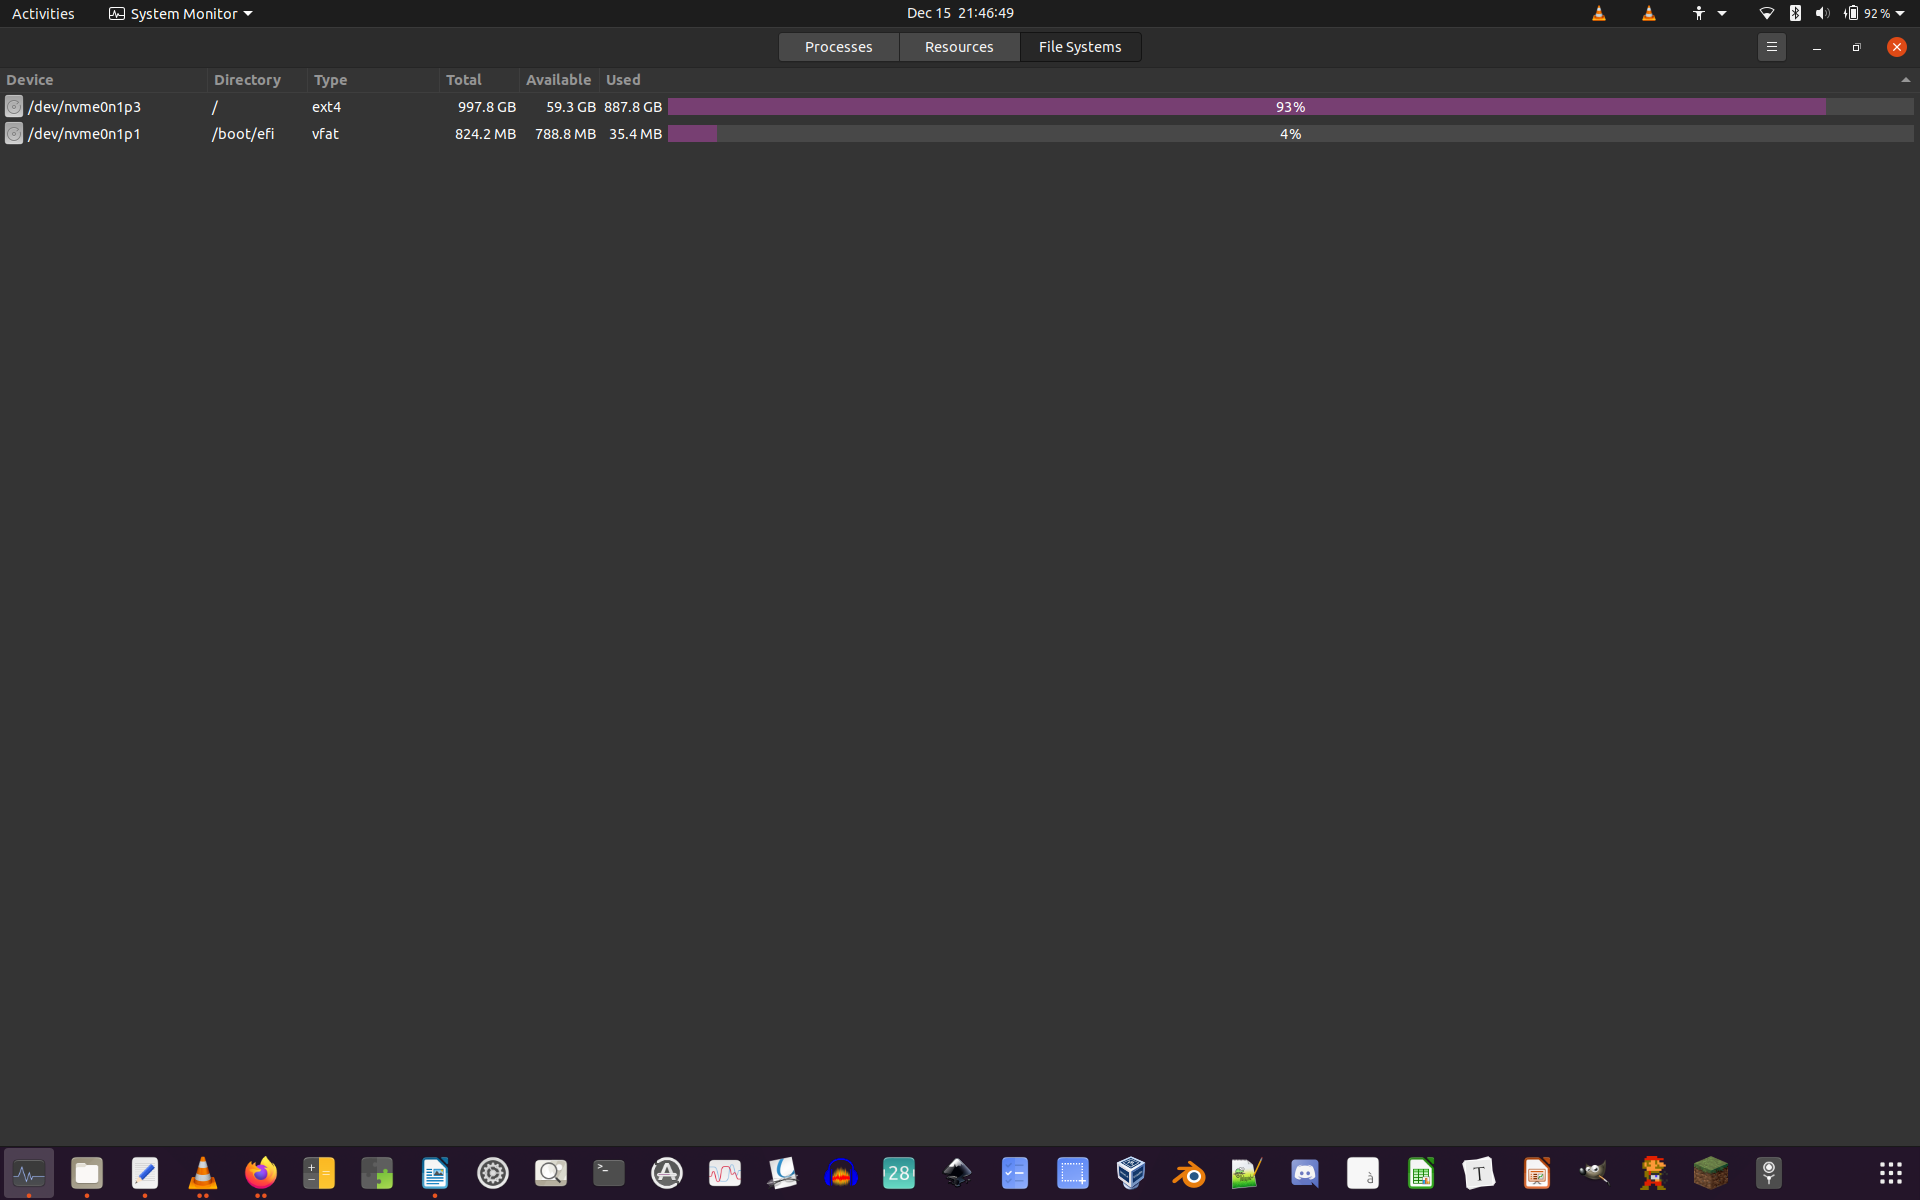 Activities System Monitor Dec 15 21:46:49 92 %
Processes Resources File Systems
Device Directory Type Total Available Used
/dev/nvme0n1p3 / ext4 997.8 GB 59.3 GB 887.8 GB 93%
/dev/nvme0n1p1 /boot/efi vfat 824.2 MB 788.8 MB 35.4 MB 4%
>_ 28 a T